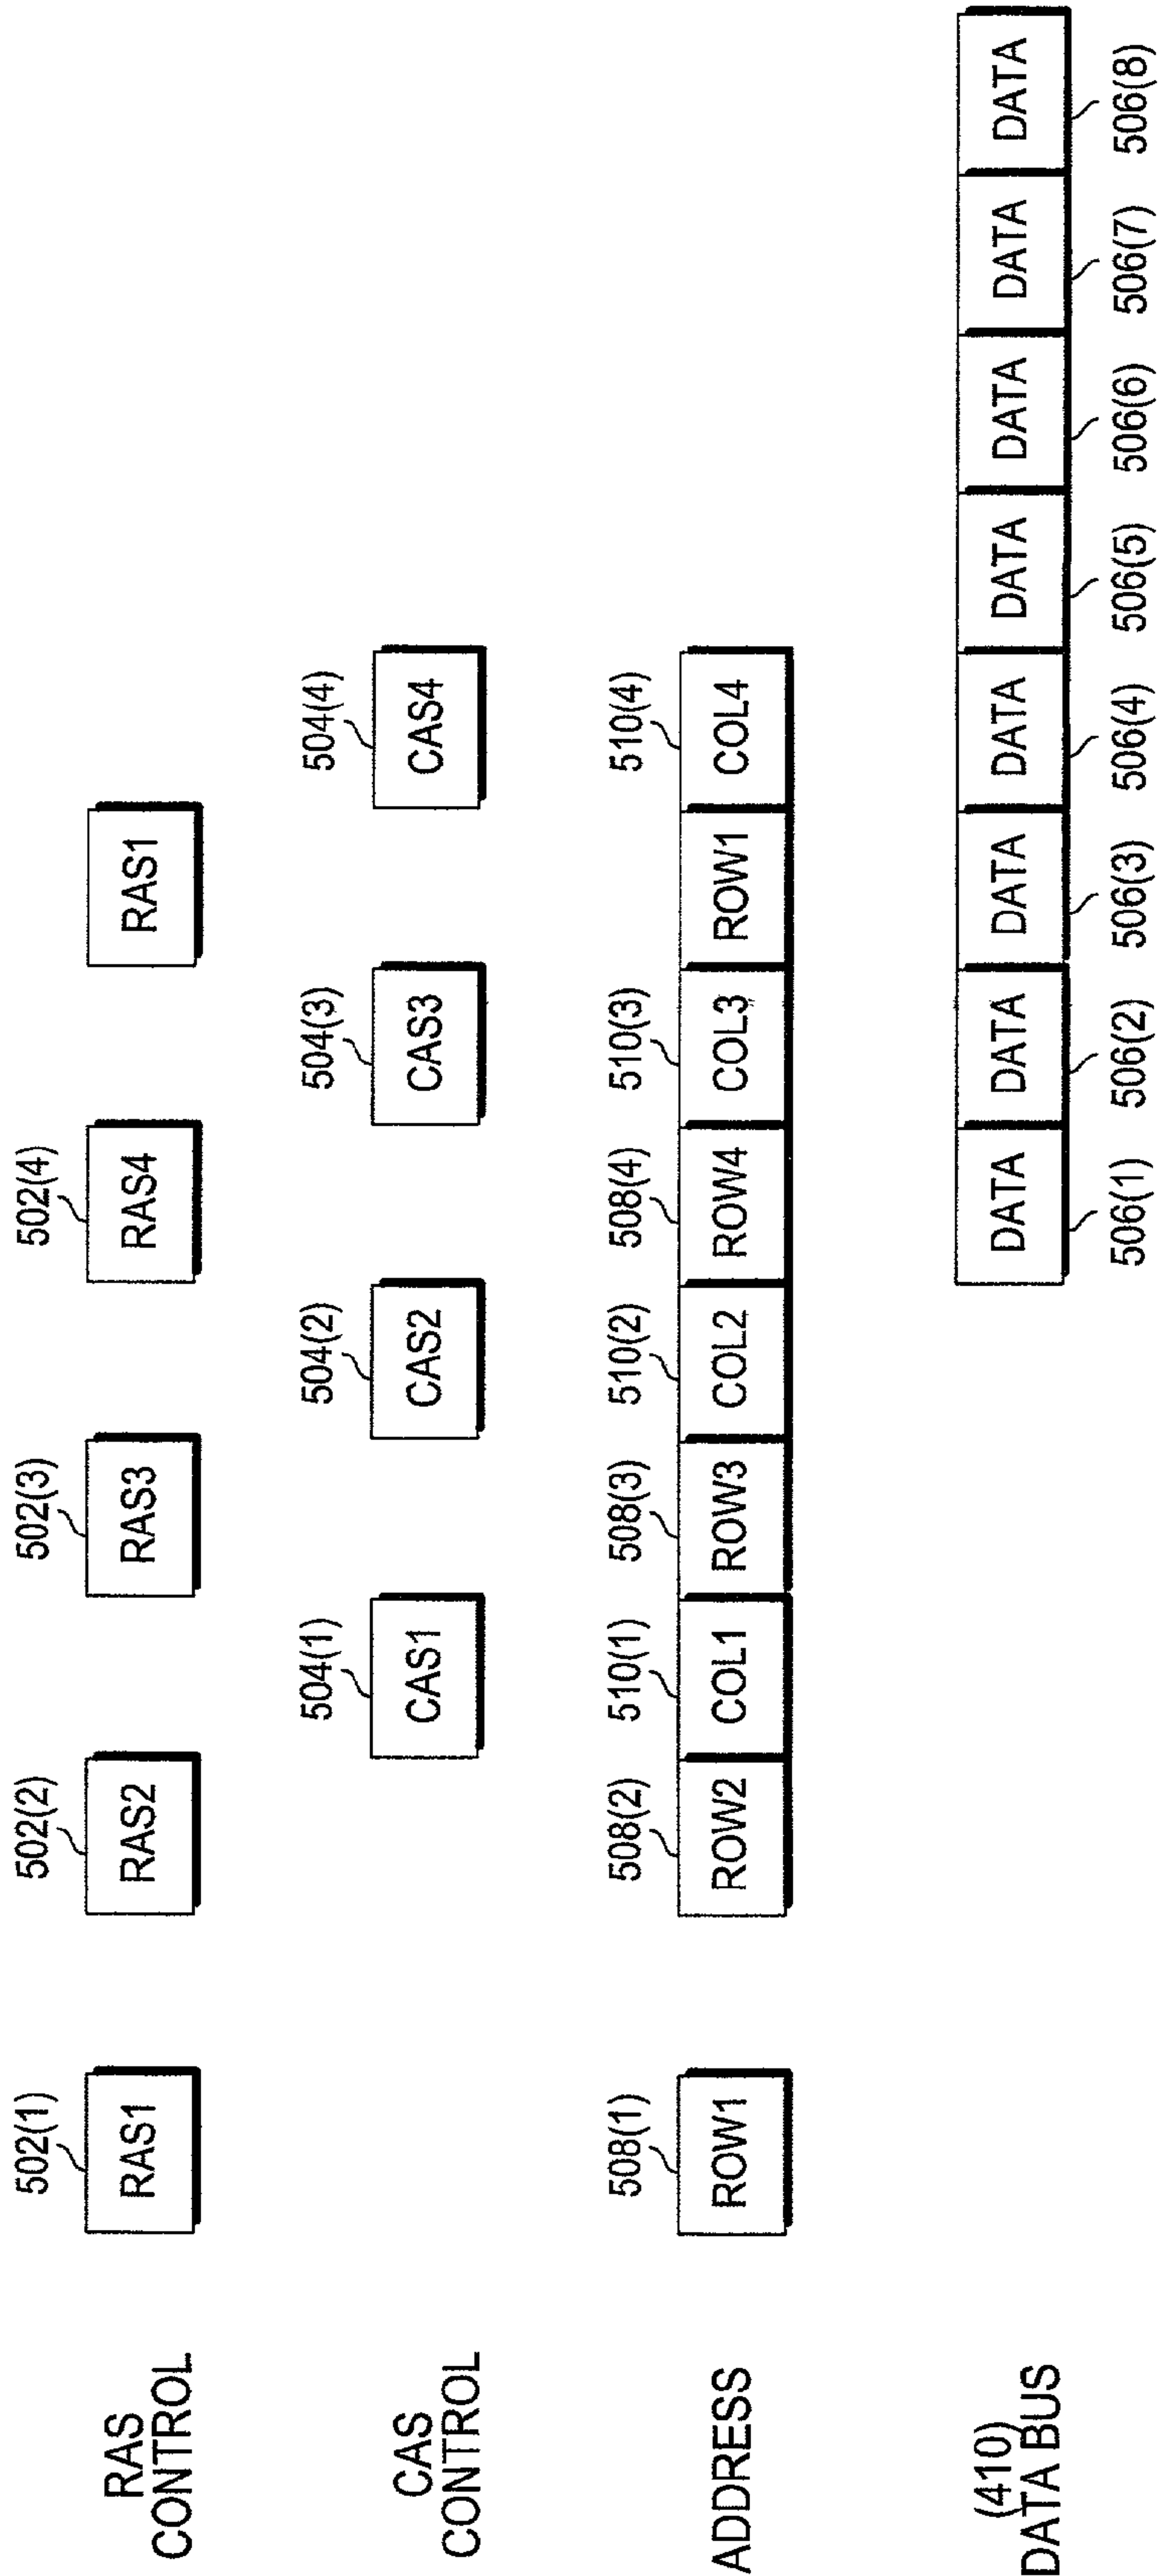 RAS
CONTROL
502(1)
RAS1
502(2)
RAS2
502(3)
RAS3
502(4)
RAS4
RAS1
CAS
CONTROL
504(1)
CAS1
504(2)
CAS2
504(3)
CAS3
504(4)
CAS4
ADDRESS
508(1)
ROW1
508(2)
ROW2
510(1)
COL1
508(3)
ROW3
510(2)
COL2
508(4)
ROW4
510(3)
COL3
ROW1
510(4)
COL4
(410)
DATA BUS
DATA
506(1)
DATA
506(2)
DATA
506(3)
DATA
506(4)
DATA
506(5)
DATA
506(6)
DATA
506(7)
DATA
506(8)